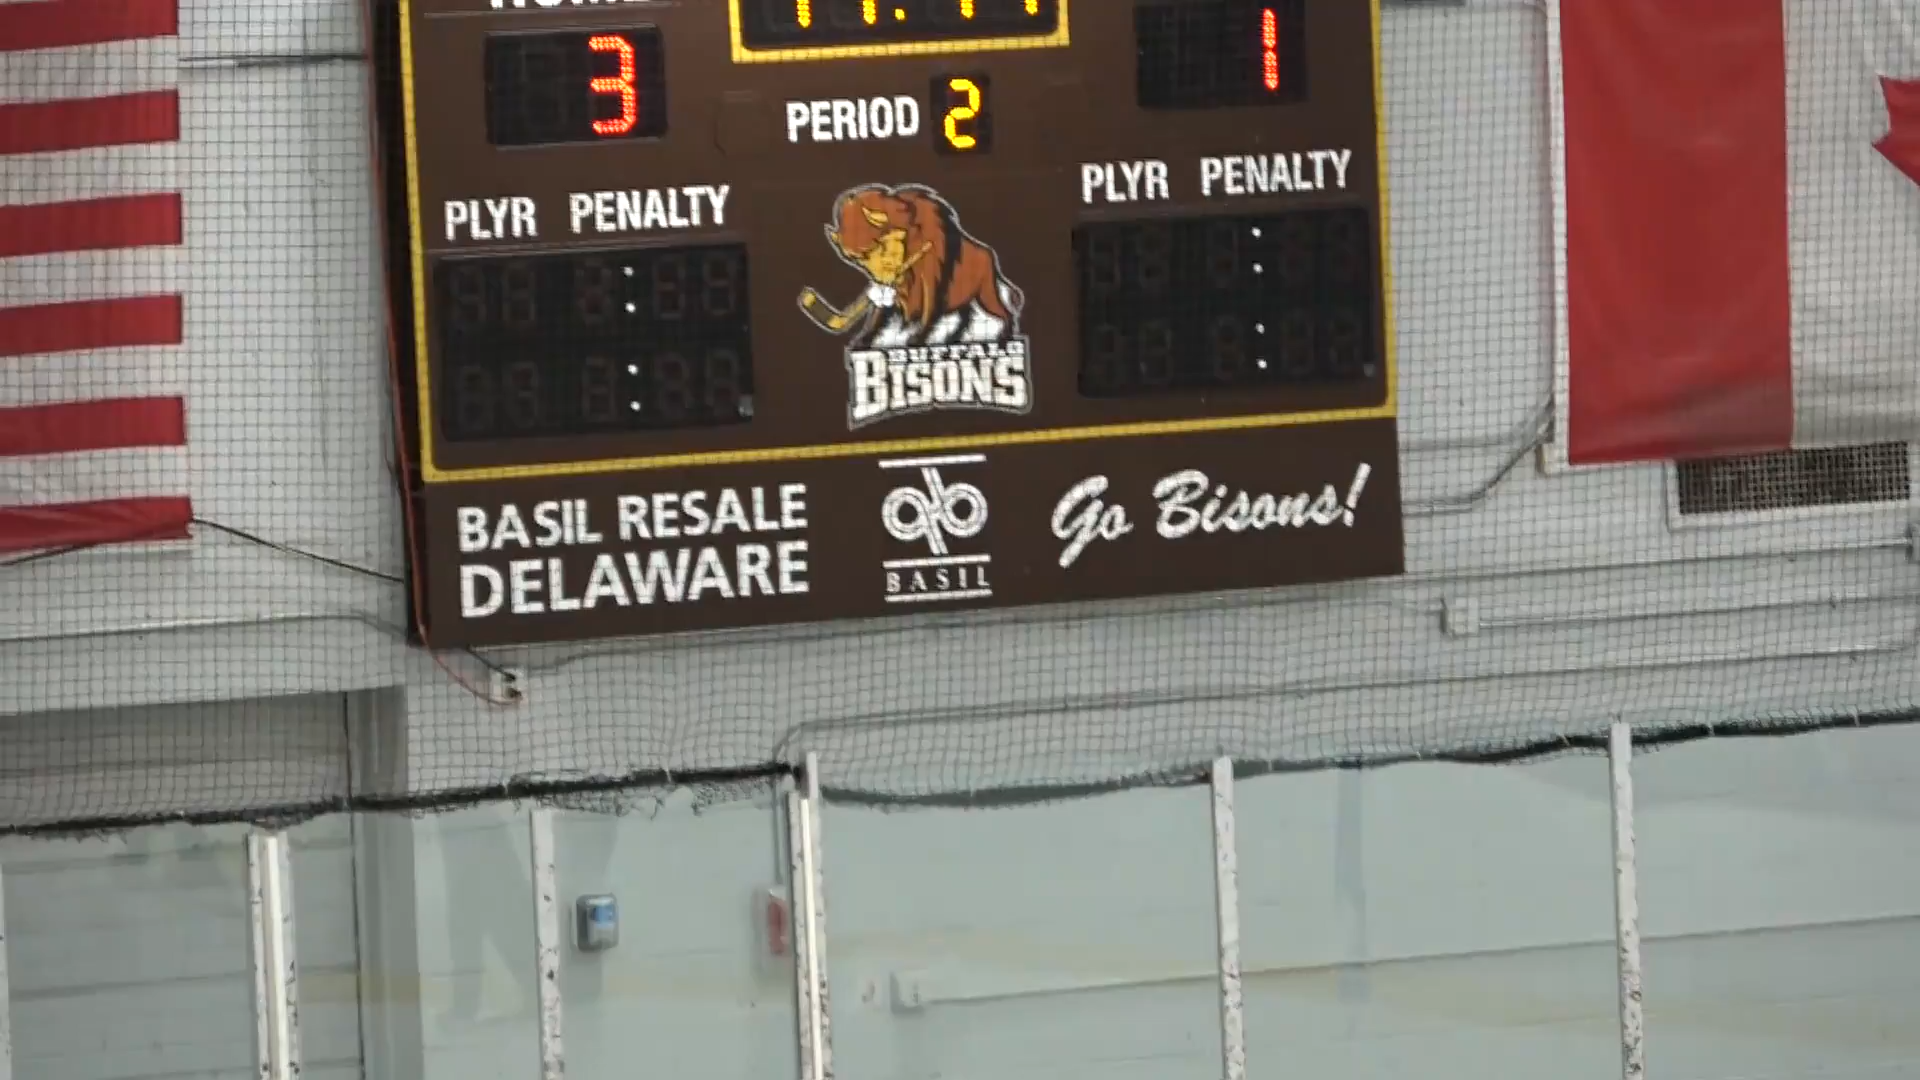 3
1
PERIOD 2
PLYR PENALTY
PLYR PENALTY
BUFFALO
BISONS
BASIL RESALE
DELAWARE
BASIL
Go Bisons!